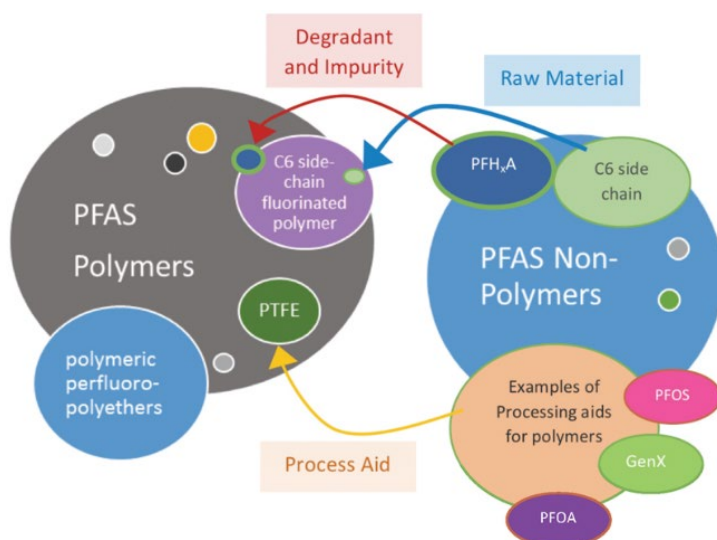 Degradant
and Impurity
Raw Material
PFHₓA
C6 side
chain
C6 side-
chain
fluorinated
polymer
PFAS
Polymers
PFAS Non-
Polymers
PTFE
polymeric
perfluoro-
polyethers
Examples of
Processing aids
for polymers
PFOS
GenX
Process Aid
PFOA